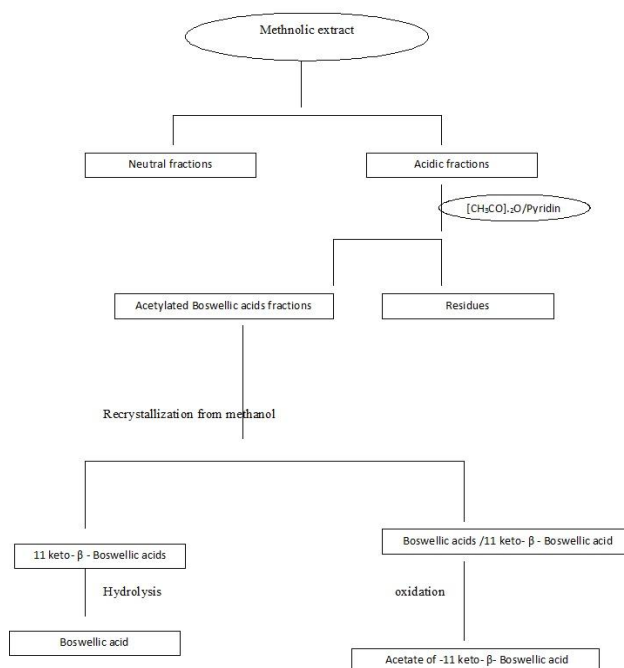 Methnolic extract
Neutral fractions
Acidic fractions
[CH₃CO].₂O/Pyridin
Acetylated Boswellic acids fractions
Residues
Recrystallization from methanol
11 keto- β - Boswellic acids
Boswellic acids /11 keto- β - Boswellic acid
Hydrolysis
oxidation
Boswellic acid
Acetate of -11 keto- β- Boswellic acid